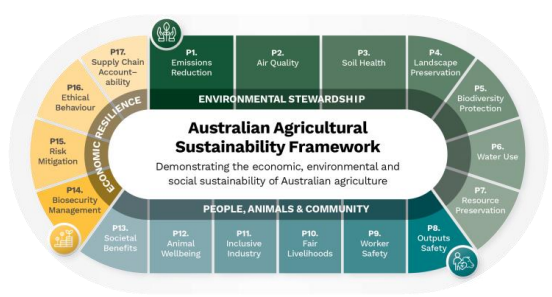 P17.
Supply Chain
Account–
ability
P1.
Emissions
Reduction
P2.
Air Quality
P3.
Soil Health
P4.
Landscape
Preservation
P5.
Biodiversity
Protection
P6.
Water Use
P7.
Resource
Preservation
P8.
Outputs
Safety
P9.
Worker
Safety
P10.
Fair
Livelihoods
P11.
Inclusive
Industry
P12.
Animal
Wellbeing
P13.
Societal
Benefits
P14.
Biosecurity
Management
P15.
Risk
Mitigation
P16.
Ethical
Behaviour
ECONOMIC RESILIENCE
ENVIRONMENTAL STEWARDSHIP
Australian Agricultural
Sustainability Framework
Demonstrating the economic, environmental and
social sustainability of Australian agriculture
PEOPLE, ANIMALS & COMMUNITY